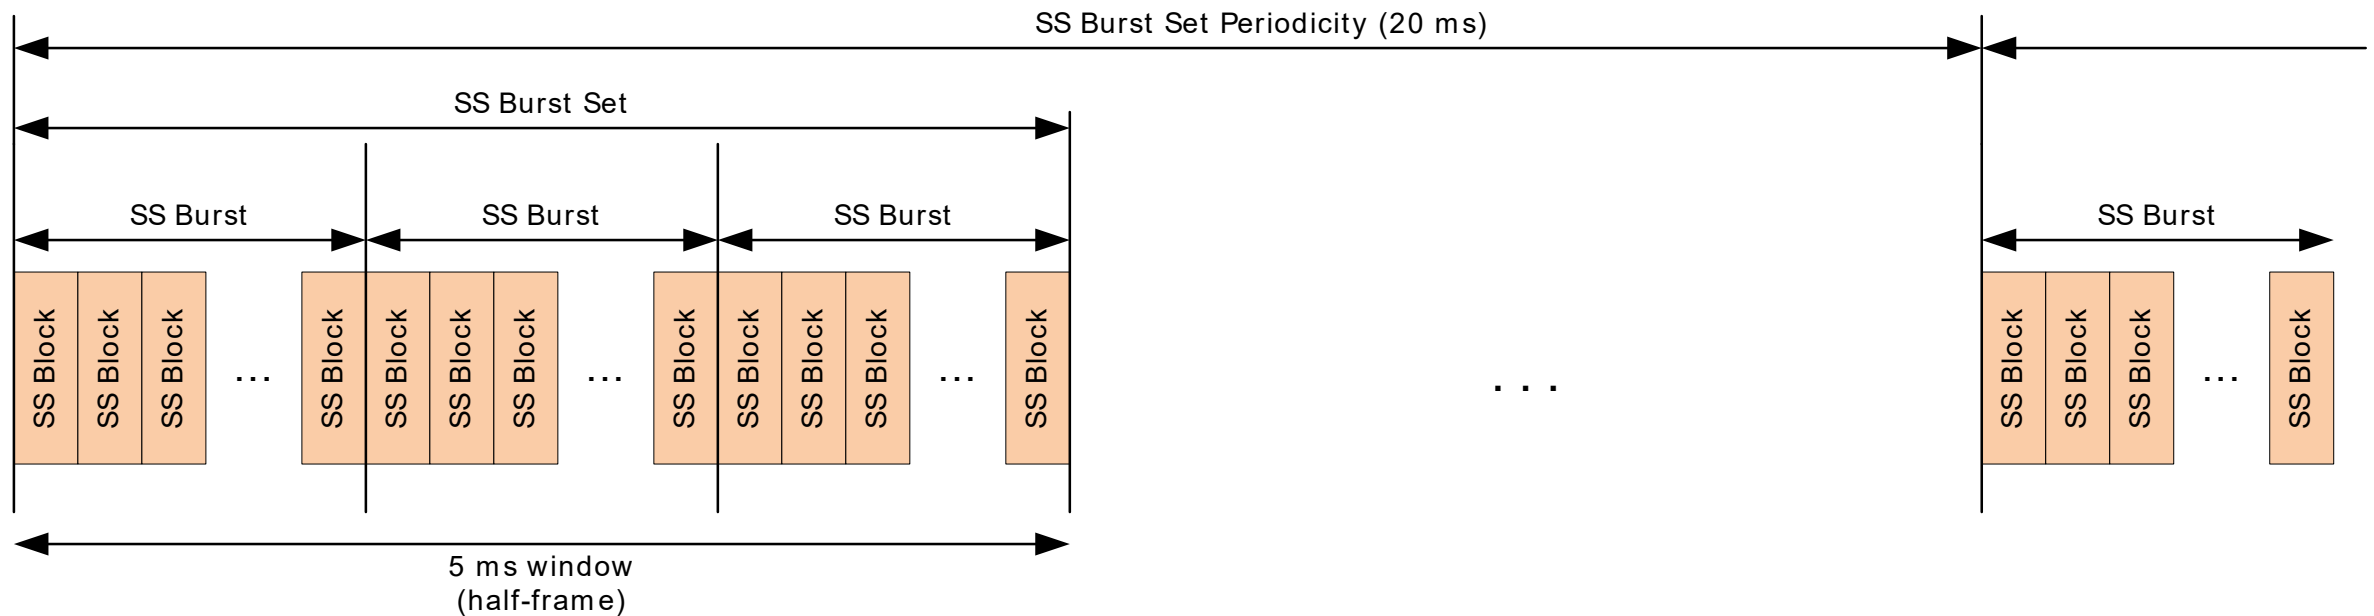 SS Burst Set Periodicity (20 ms)
SS Burst Set
SS Burst
SS Burst
SS Burst
SS Burst
SS Block
SS Block
SS Block
...
SS Block
SS Block
SS Block
SS Block
...
SS Block
SS Block
SS Block
SS Block
...
SS Block
. . .
SS Block
SS Block
SS Block
...
SS Block
5 ms window
(half-frame)